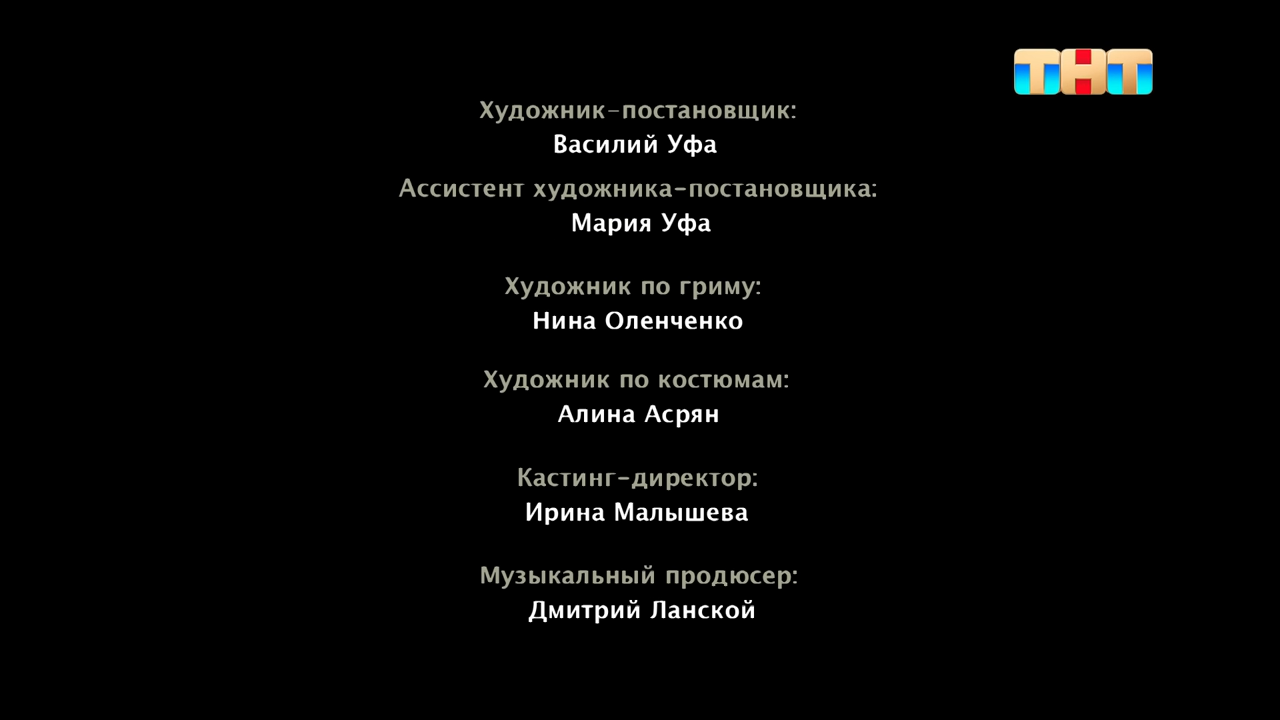 ТНТ
Художник-постановщик:
Василий Уфа
Ассистент художника-постановщика:
Мария Уфа
Художник по гриму:
Нина Оленченко
Художник по костюмам:
Алина Асрян
Кастинг-директор:
Ирина Малышева
Музыкальный продюсер:
Дмитрий Ланской